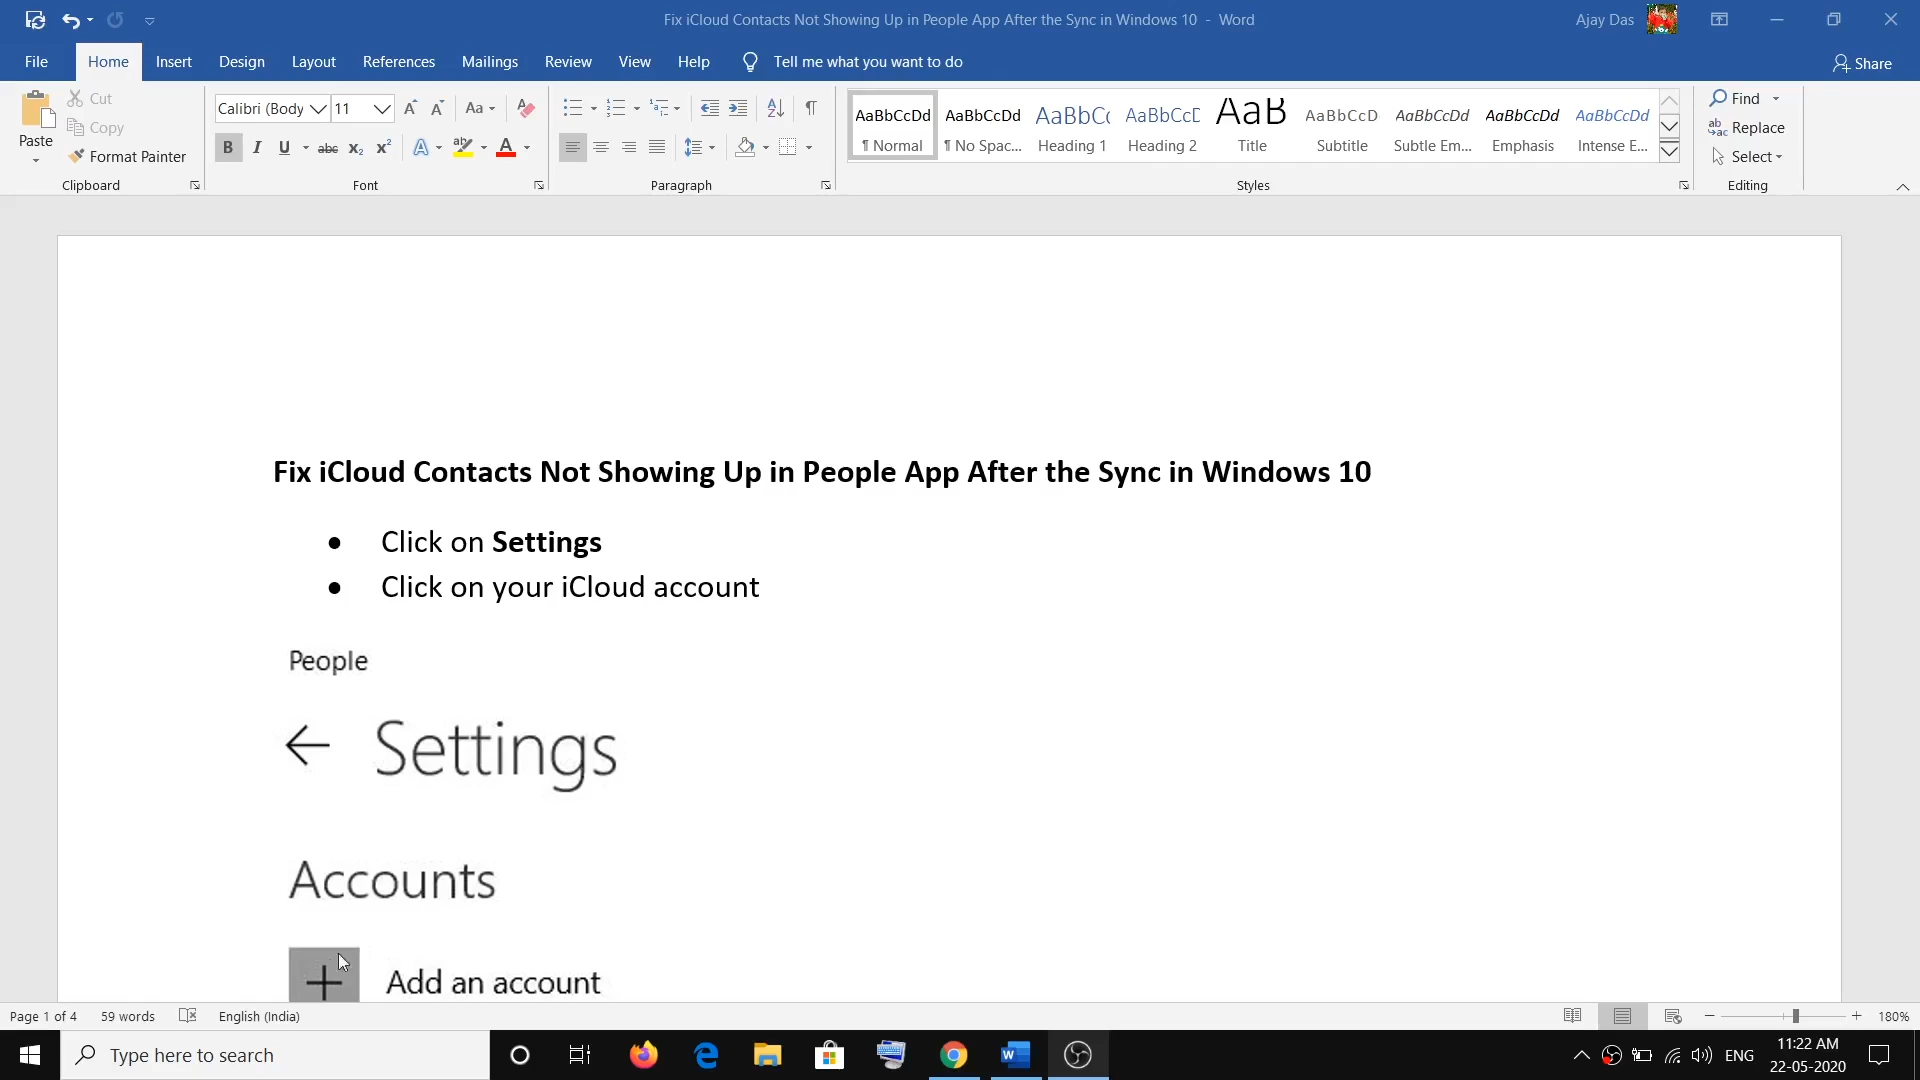 Fix iCloud Contacts Not Showing Up in People App After the Sync in Windows 10 - Word
Ajay Das
File Home Insert Design Layout References Mailings Review View Help Tell me what you want to do
Share
Paste
Cut
Copy
Format Painter
Clipboard
Calibri (Body 11
Font
Paragraph
AaBbCcDd AaBbCcDd AaBbCc AaBbCcD AaB AaBbCcD AaBbCcDd AaBbCcDd AaBbCcDd
¶ Normal ¶ No Spac... Heading 1 Heading 2 Title Subtitle Subtle Em... Emphasis Intense E...
Styles
Find
Replace
Select
Editing
Fix iCloud Contacts Not Showing Up in People App After the Sync in Windows 10
• Click on Settings
• Click on your iCloud account
People
Settings
Accounts
Add an account
Page 1 of 4 59 words English (India) 180%
Type here to search
ENG
11:22 AM
22-05-2020